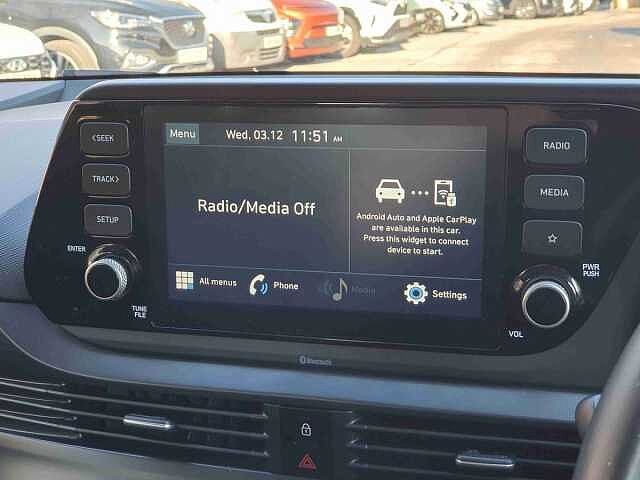 <SEEK
TRACK>
SETUP
ENTER
TUNE
FILE
Menu
Wed, 03.12 11:51 AM
Radio/Media Off
Android Auto and Apple CarPlay
are available in this car.
Press this widget to connect
device to start.
All menus
Phone
Media
Settings
RADIO
MEDIA
PWR
PUSH
VOL
Bluetooth